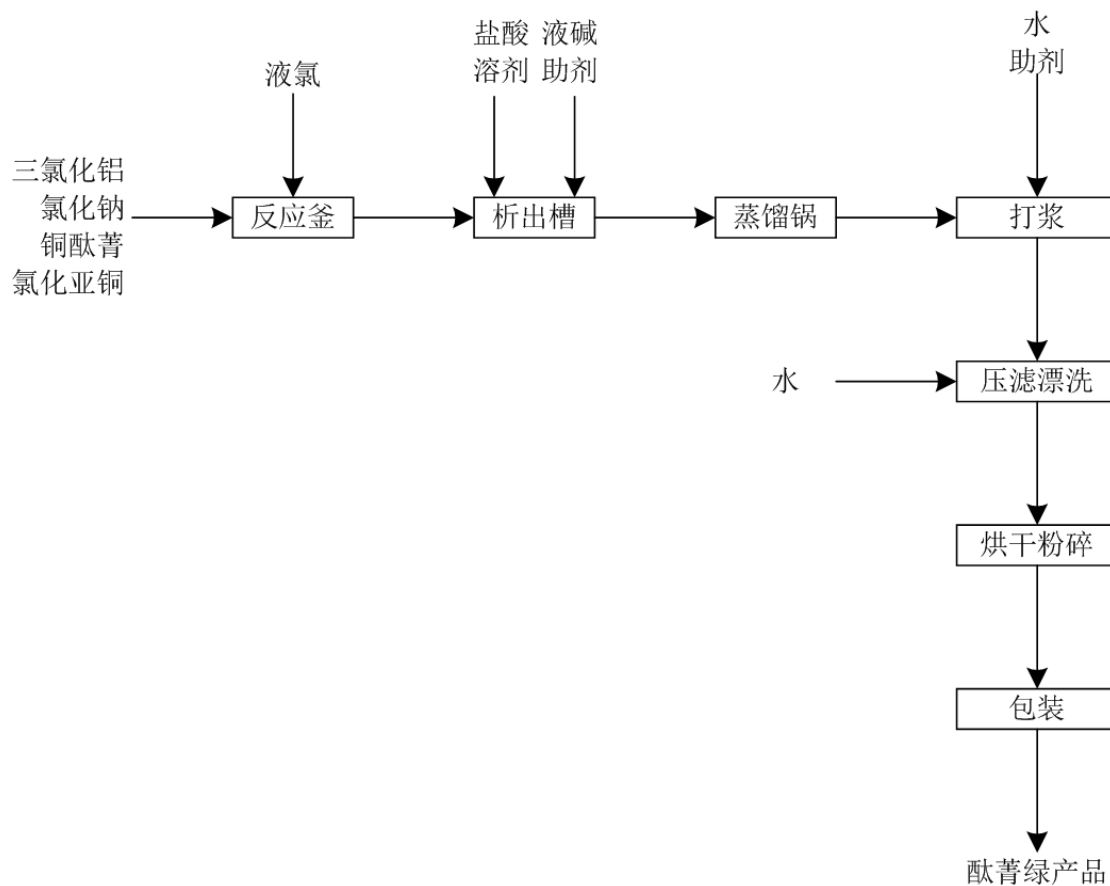 盐酸 液碱
溶剂 助剂
水
助剂
液氯
三氯化铝
氯化钠
铜酞菁
氯化亚铜
反应釜
析出槽
蒸馏锅
打浆
水
压滤漂洗
烘干粉碎
包装
酞菁绿产品